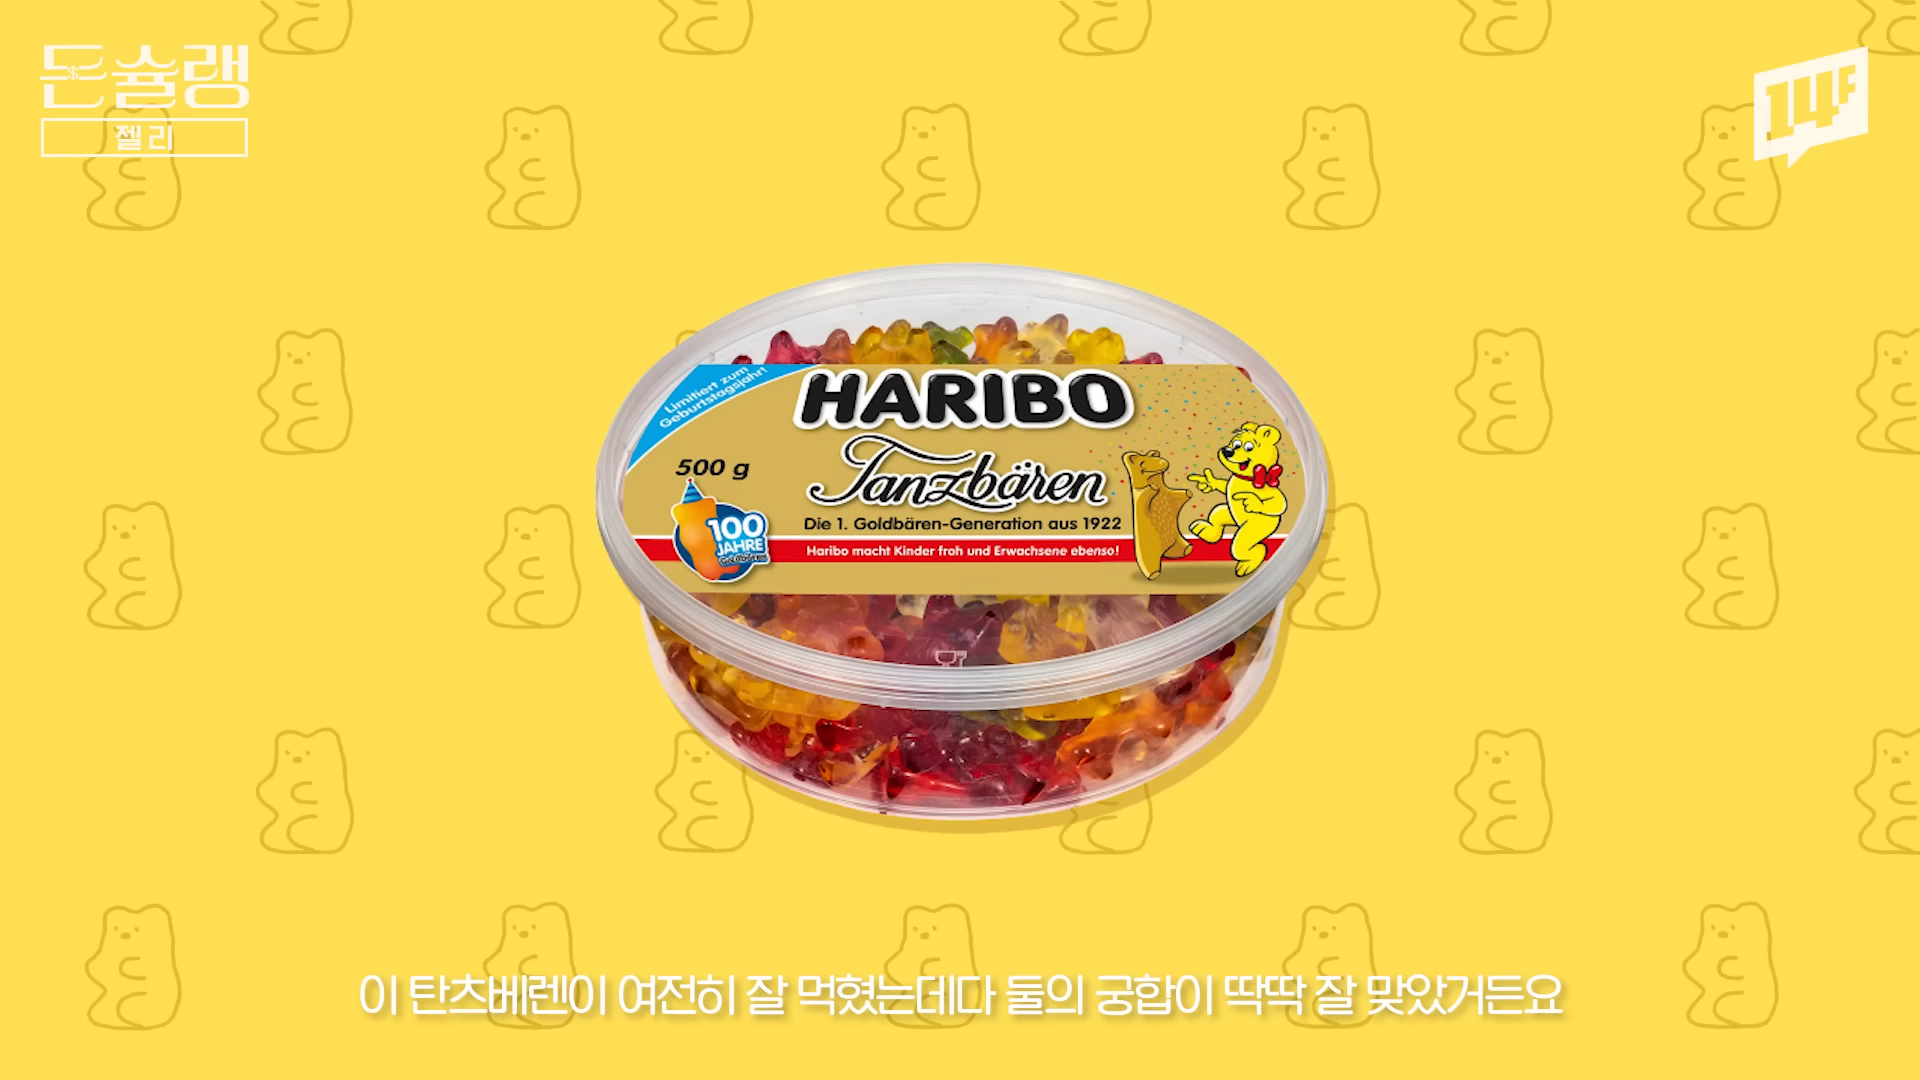 돈슐랭
젤리
14F
Limitiert zum
Geburtstagsjahr!
HARIBO
500 g
Tanzbären
100
JAHRE
Goldbären
Die 1. Goldbären-Generation aus 1922
Haribo macht Kinder froh und Erwachsene ebenso!
이 탄츠베렌이 여전히 잘 먹혔는데다 둘의 궁합이 딱딱 잘 맞았거든요